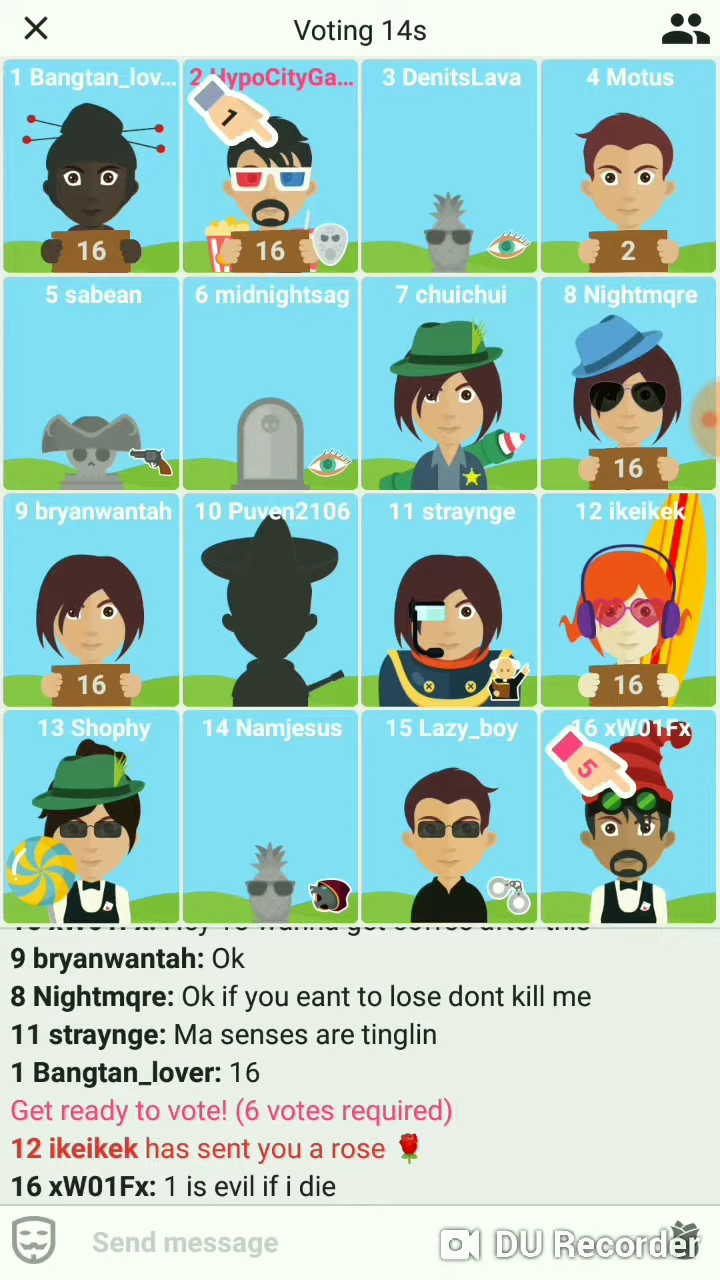 Voting 14s
1 Bangtan_lov...
2 HypoCityGa...
3 DenitsLava
4 Motus
1
16
16
2
5 sabean
6 midnightsag
7 chuichui
8 Nightmqre
16
9 bryanwantah
10 Puven2106
11 straynge
12 ikeikek
16
16
13 Shophy
14 Namjesus
15 Lazy_boy
16 xW01Fx
5
9 bryanwantah: Ok
8 Nightmqre: Ok if you eant to lose dont kill me
11 straynge: Ma senses are tinglin
1 Bangtan_lover: 16
Get ready to vote! (6 votes required)
12 ikeikek has sent you a rose
16 xW01Fx: 1 is evil if i die
Send message
DU Recorder